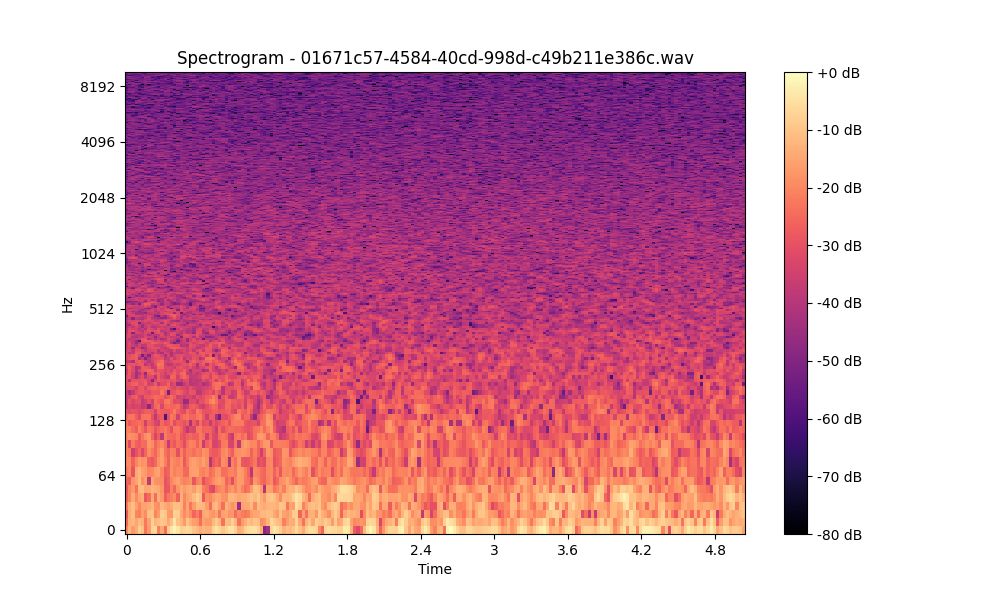 Spectrogram - 01671c57-4584-40cd-998d-c49b211e386c.wav
Hz
8192
4096
2048
1024
512
256
128
64
0
0 0.6 1.2 1.8 2.4 3 3.6 4.2 4.8
Time
+0 dB
-10 dB
-20 dB
-30 dB
-40 dB
-50 dB
-60 dB
-70 dB
-80 dB